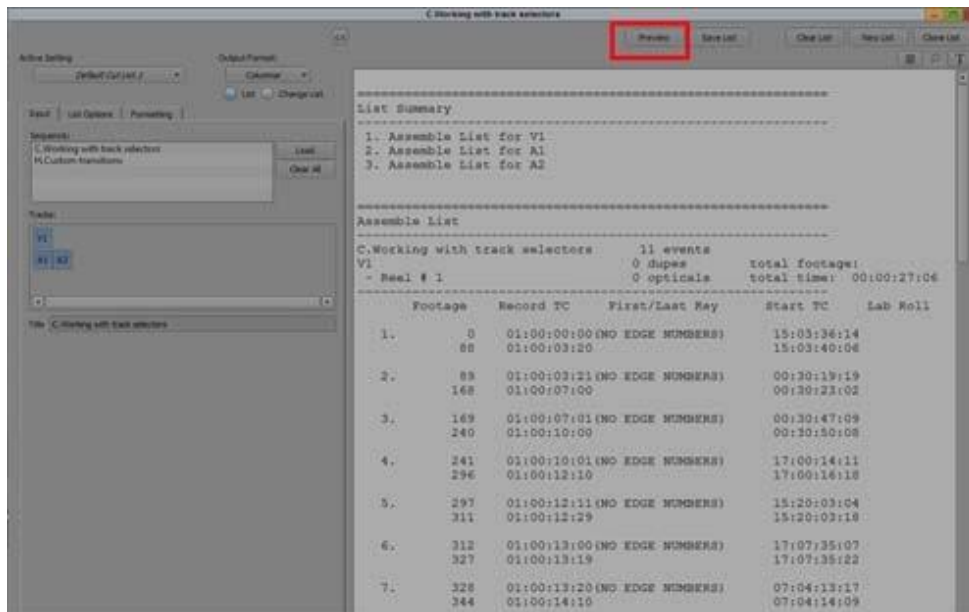 C.Working with track selectors
<<
Preview Save List Clear List New List Clone List
Active Setting Output Format:
Default Cut List.2 Columnar
List Change List
Input List Options Formatting
Sequences:
C.Working with track selectors
H.Custom transitions
Load
Clear All
Tracks:
V1
A1 A2
Title C.Working with track selectors
List Summary
1. Assemble List for V1
2. Assemble List for A1
3. Assemble List for A2
Assemble List
C.Working with track selectors 11 events
V1 0 dupes total footage:
- Reel # 1 0 opticals total time: 00:00:27:06
Footage Record TC First/Last Key Start TC Lab Roll
1. 0 01:00:00:00(NO EDGE NUMBERS) 15:03:36:14
88 01:00:03:20 15:03:40:06
2. 89 01:00:03:21(NO EDGE NUMBERS) 00:30:19:19
168 01:00:07:00 00:30:23:02
3. 169 01:00:07:01(NO EDGE NUMBERS) 00:30:47:09
240 01:00:10:00 00:30:50:08
4. 241 01:00:10:01(NO EDGE NUMBERS) 17:00:14:11
296 01:00:12:10 17:00:16:18
5. 297 01:00:12:11(NO EDGE NUMBERS) 15:20:03:04
311 01:00:12:29 15:20:03:18
6. 312 01:00:13:00(NO EDGE NUMBERS) 17:07:35:07
327 01:00:13:19 17:07:35:22
7. 328 01:00:13:20(NO EDGE NUMBERS) 07:04:13:17
344 01:00:14:10 07:04:14:09